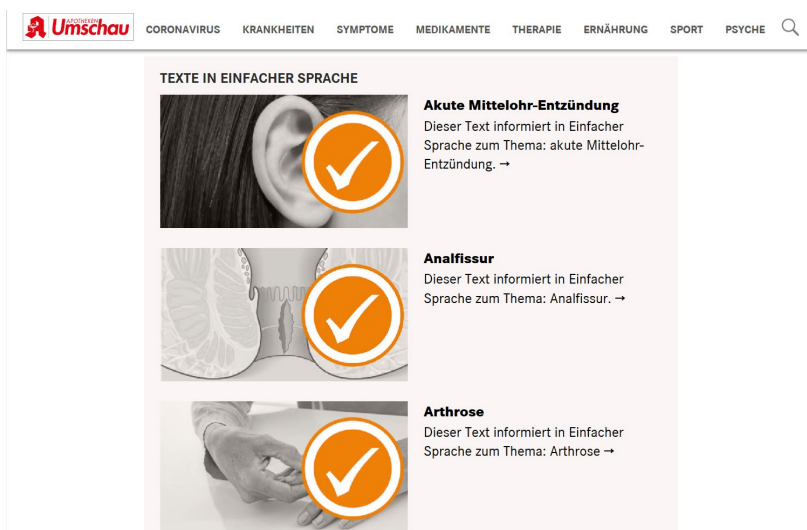 APOTHEKEN
Umschau
CORONAVIRUS KRANKHEITEN SYMPTOME MEDIKAMENTE THERAPIE ERNÄHRUNG SPORT PSYCHE
TEXTE IN EINFACHER SPRACHE
Akute Mittelohr-Entzündung
Dieser Text informiert in Einfacher
Sprache zum Thema: akute Mittelohr-
Entzündung. →
Analfissur
Dieser Text informiert in Einfacher
Sprache zum Thema: Analfissur. →
Arthrose
Dieser Text informiert in Einfacher
Sprache zum Thema: Arthrose →